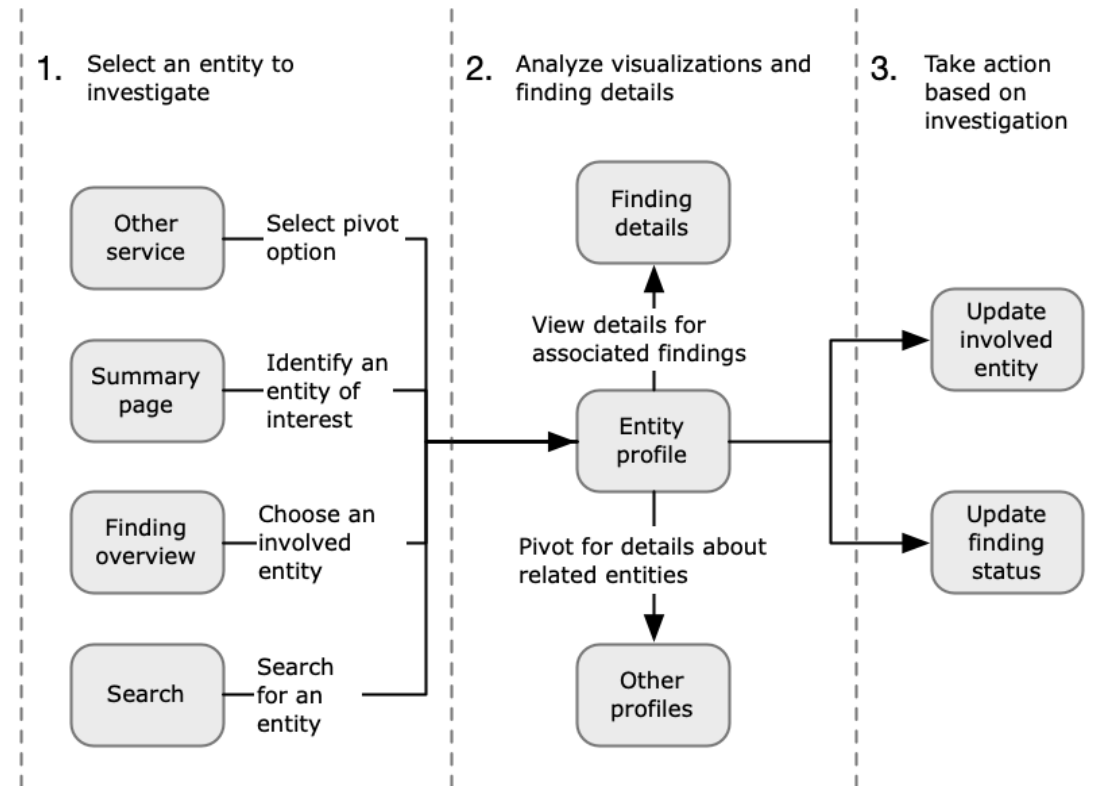 1. Select an entity to
investigate
2. Analyze visualizations and
finding details
3. Take action
based on
investigation
Other
service
Select pivot
option
Summary
page
Identify an
entity of
interest
Finding
overview
Choose an
involved
entity
Search
Search
for an
entity
Finding
details
View details for
associated findings
Entity
profile
Pivot for details about
related entities
Other
profiles
Update
involved
entity
Update
finding
status